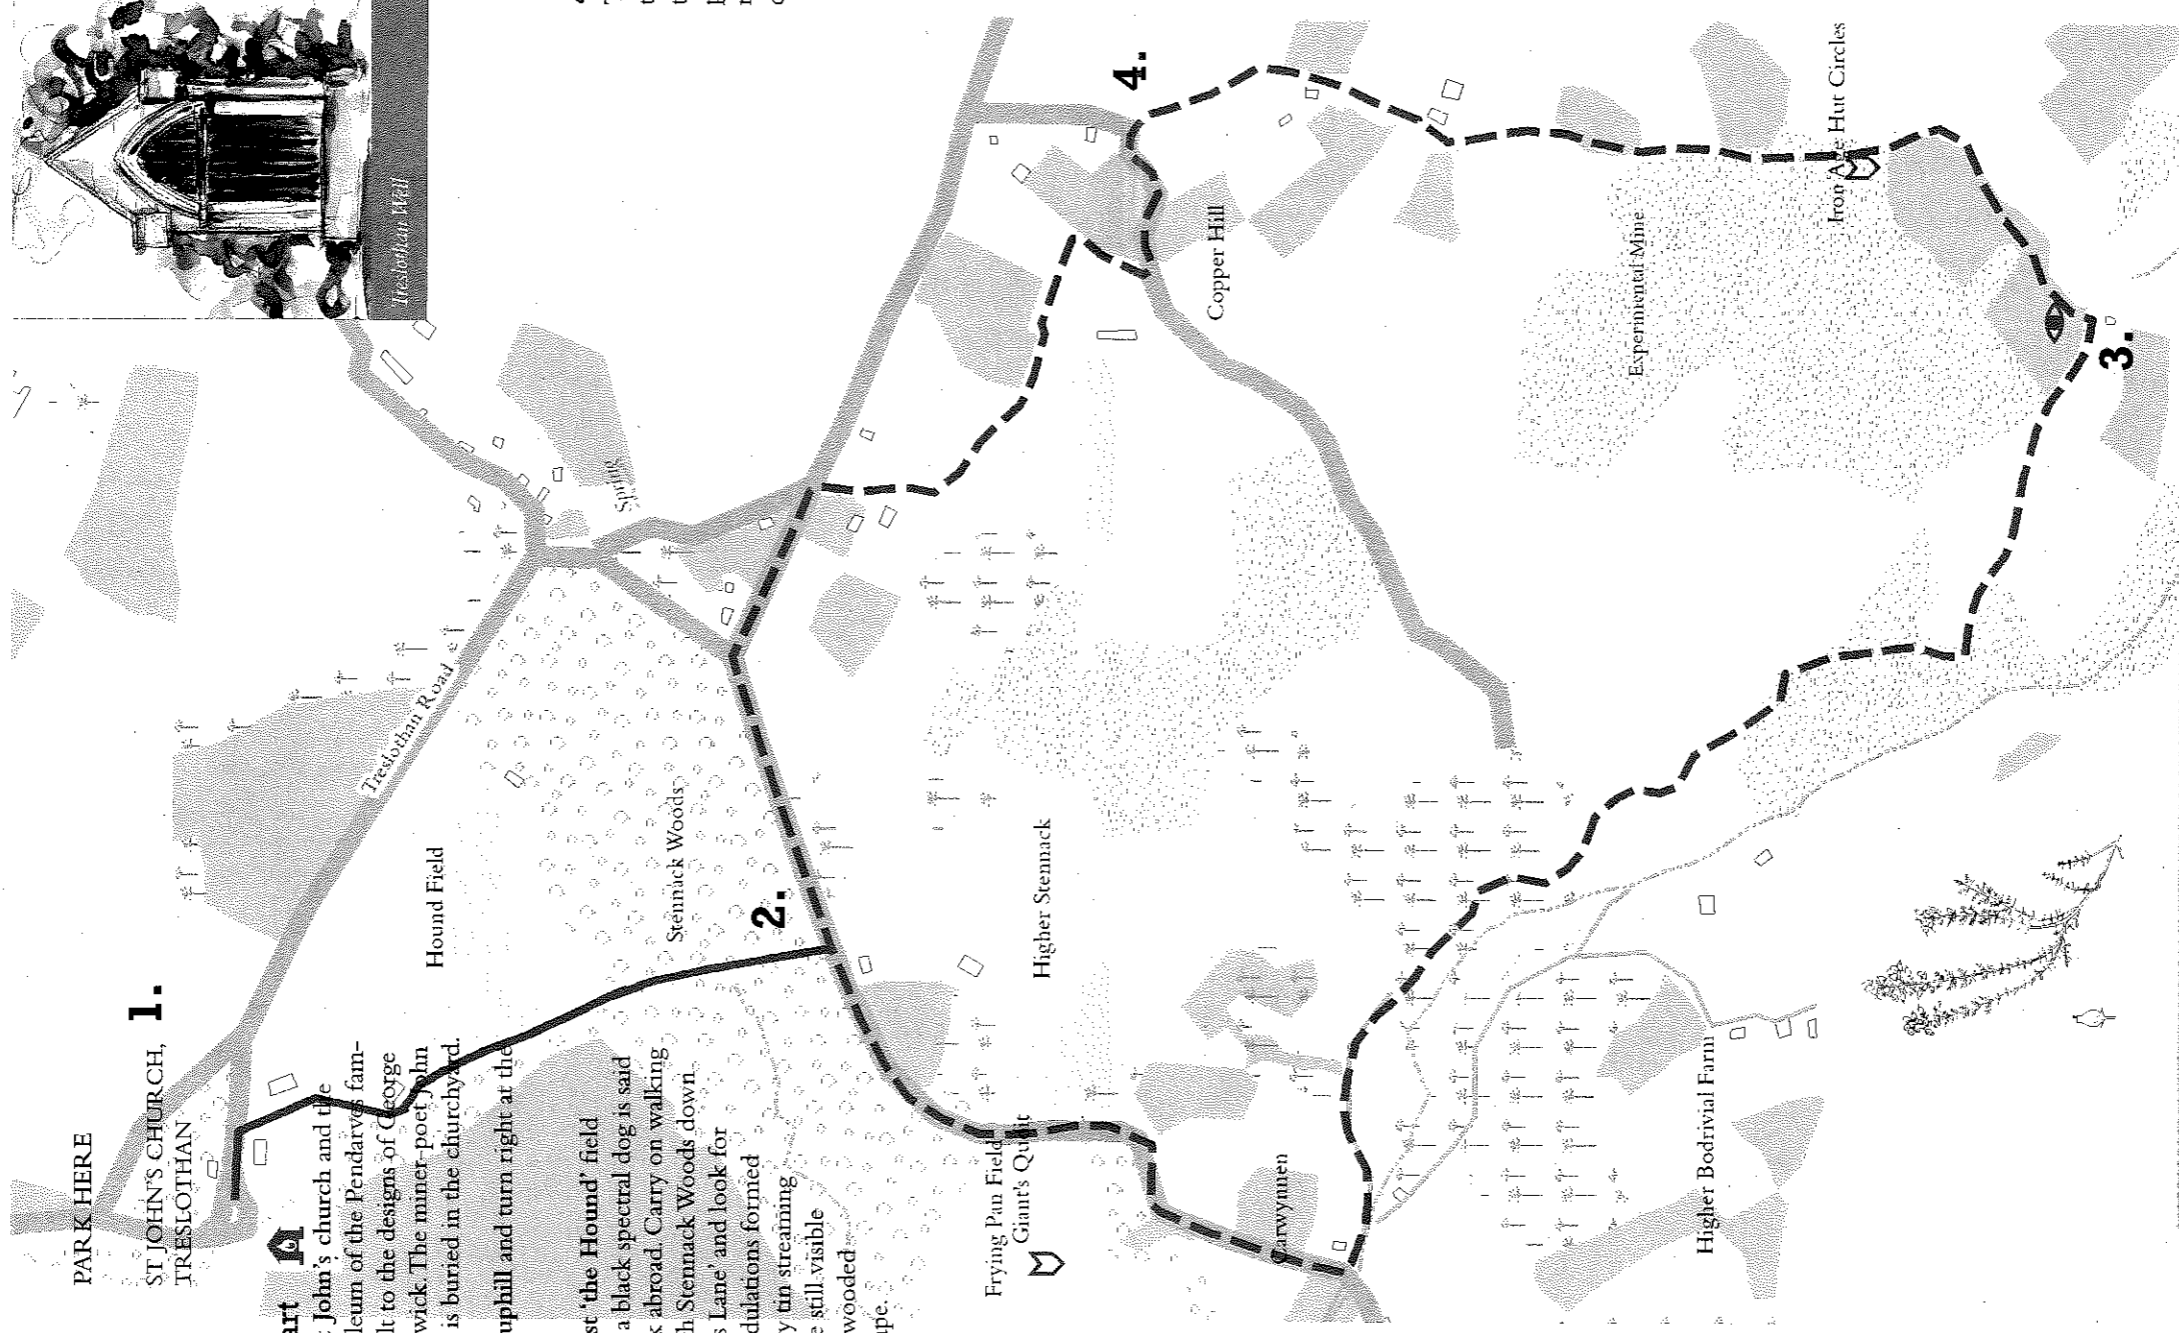 PARK HERE
ST JOHN'S CHURCH,
TRESLOTHAN
1.
art
John's church and the
leum of the Pendarves fam-
lt to the designs of George
wick. The miner-poet John
is buried in the churchyard.
uphill and turn right at the
st 'the Hound' field
a black spectral dog is said
k abroad. Carry on walking
h Stennack Woods down
s Lane' and look for
dulations formed
y tin streaming
e still visible
wooded
ape.
Treslothan Well
Treslothan Road
Hound Field
Spring
Stennack Woods
2.
Higher Stennack
Frying Pan Field
Giant's Quoit
Carwynnen
4.
Copper Hill
Experimental Mine
Iron Age Hut Circles
3.
Higher Bodrivial Farm